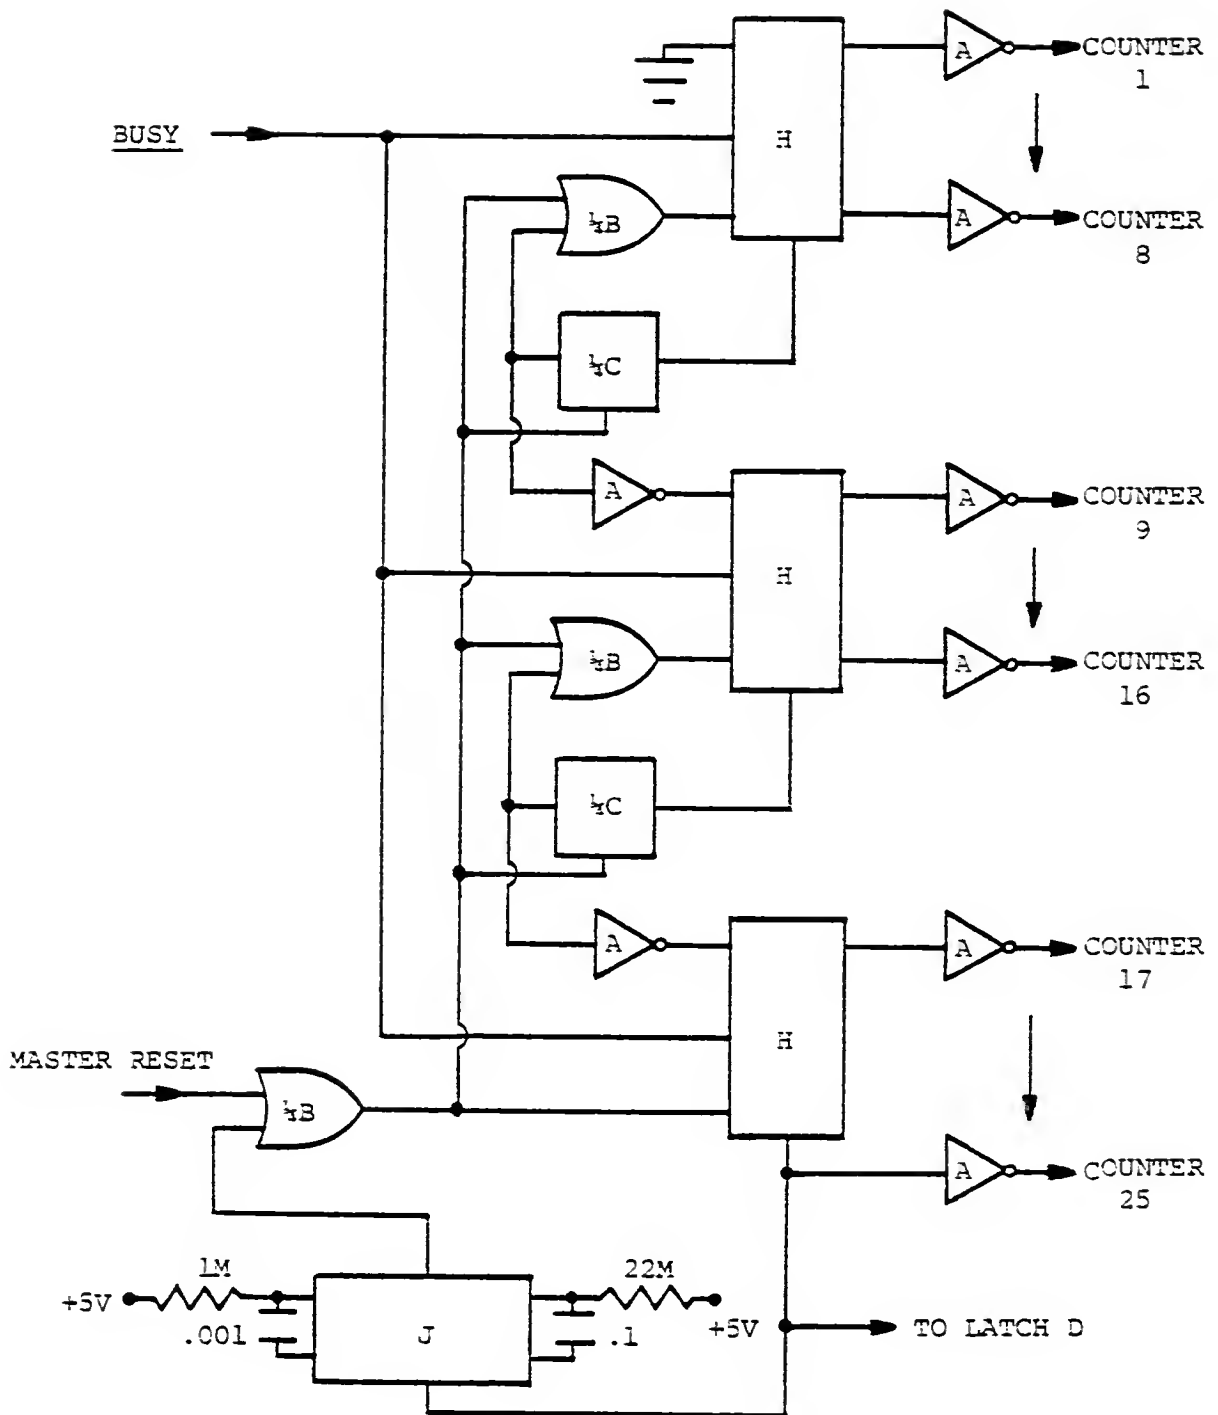 A
COUNTER
1
BUSY
H
¼B
A
COUNTER
8
¼C
A
A
COUNTER
9
H
¼B
A
COUNTER
16
¼C
A
A
COUNTER
17
H
MASTER RESET
¼B
A
COUNTER
25
1M
22M
+5V
.001
J
.1
+5V
TO LATCH D